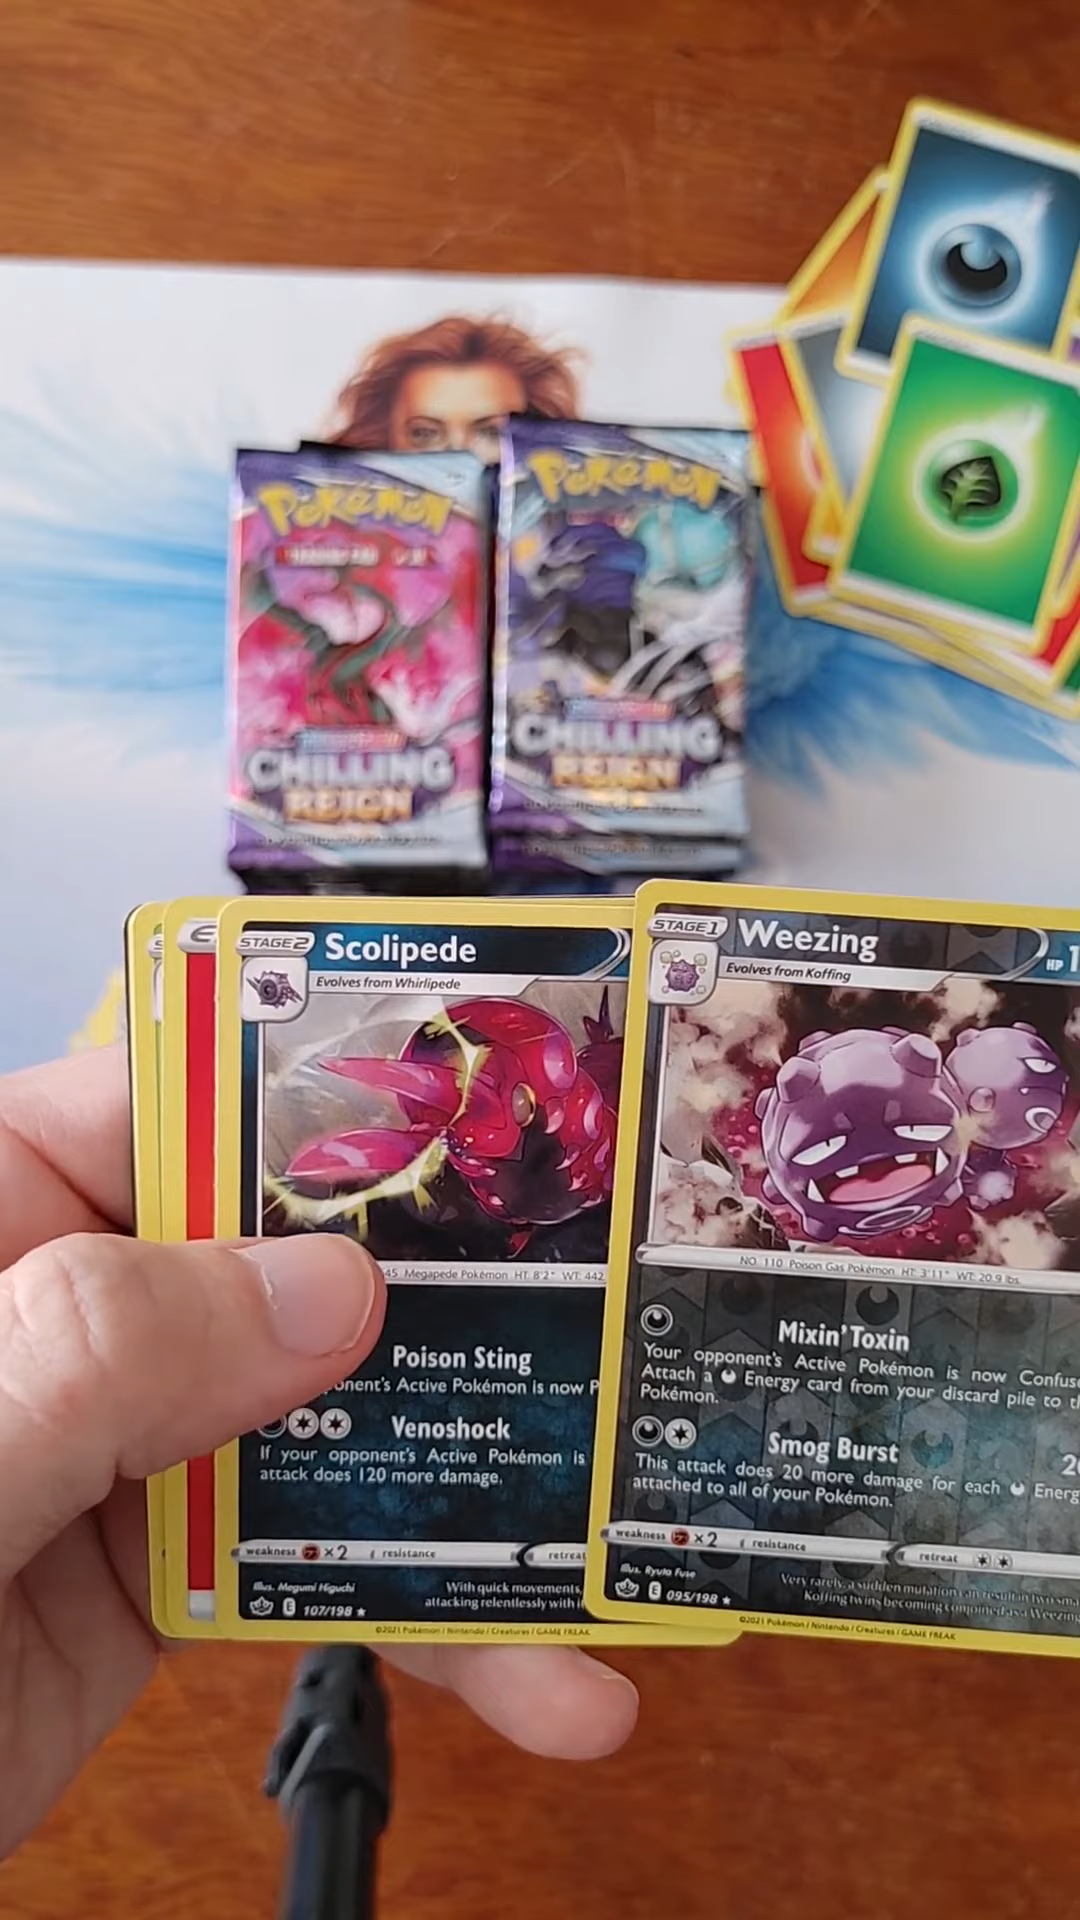 Pokémon
CHILLING
REIGN
Pokémon
CHILLING
REIGN
STAGE2 Scolipede
Evolves from Whirlipede
45 Megapede Pokémon HT: 8'2" WT: 442
Poison Sting
onent's Active Pokémon is now P
Venoshock
If your opponent's Active Pokémon is
attack does 120 more damage.
weakness ×2 resistance retreat
Illus. Megumi Higuchi
With quick movements,
attacking relentlessly with i
E 107/198 ★
©2021 Pokémon / Nintendo / Creatures / GAME FREAK
STAGE1 Weezing HP 1
Evolves from Koffing
NO. 110 Poison Gas Pokémon HT: 3'11" WT: 20.9 lbs.
Mixin' Toxin
Your opponent's Active Pokémon is now Confuse
Attach a Energy card from your discard pile to t
Pokémon.
Smog Burst 2
This attack does 20 more damage for each Energy
attached to all of your Pokémon.
weakness ×2 resistance retreat
Illus. Ryuta Fuse
Very rarely, a sudden mutation can result in two sma
Koffing twins becoming conjoined as a Weezing
E 095/198 ★
©2021 Pokémon / Nintendo / Creatures / GAME FREAK